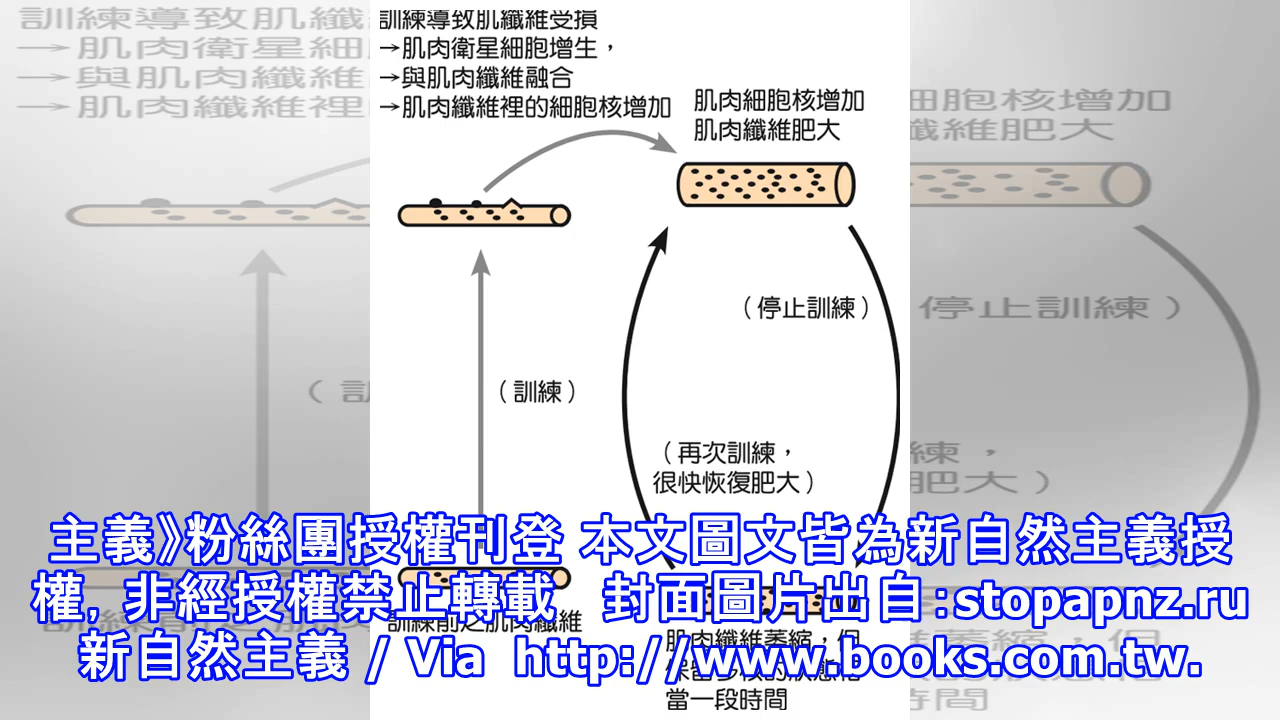 訓練導致肌纖維受損
→肌肉衛星細胞增生，
→與肌肉纖維融合
→肌肉纖維裡的細胞核增加
肌肉細胞核增加
肌肉纖維肥大
（停止訓練）
（訓練）
（再次訓練，
很快恢復肥大）
訓練前之肌肉纖維
肌肉纖維萎縮，但
當一段時間
主義》粉絲團授權刊登 本文圖文皆為新自然主義授
權, 非經授權禁止轉載　封面圖片出自:stopapnz.ru
新自然主義 / Via  http://www.books.com.tw.